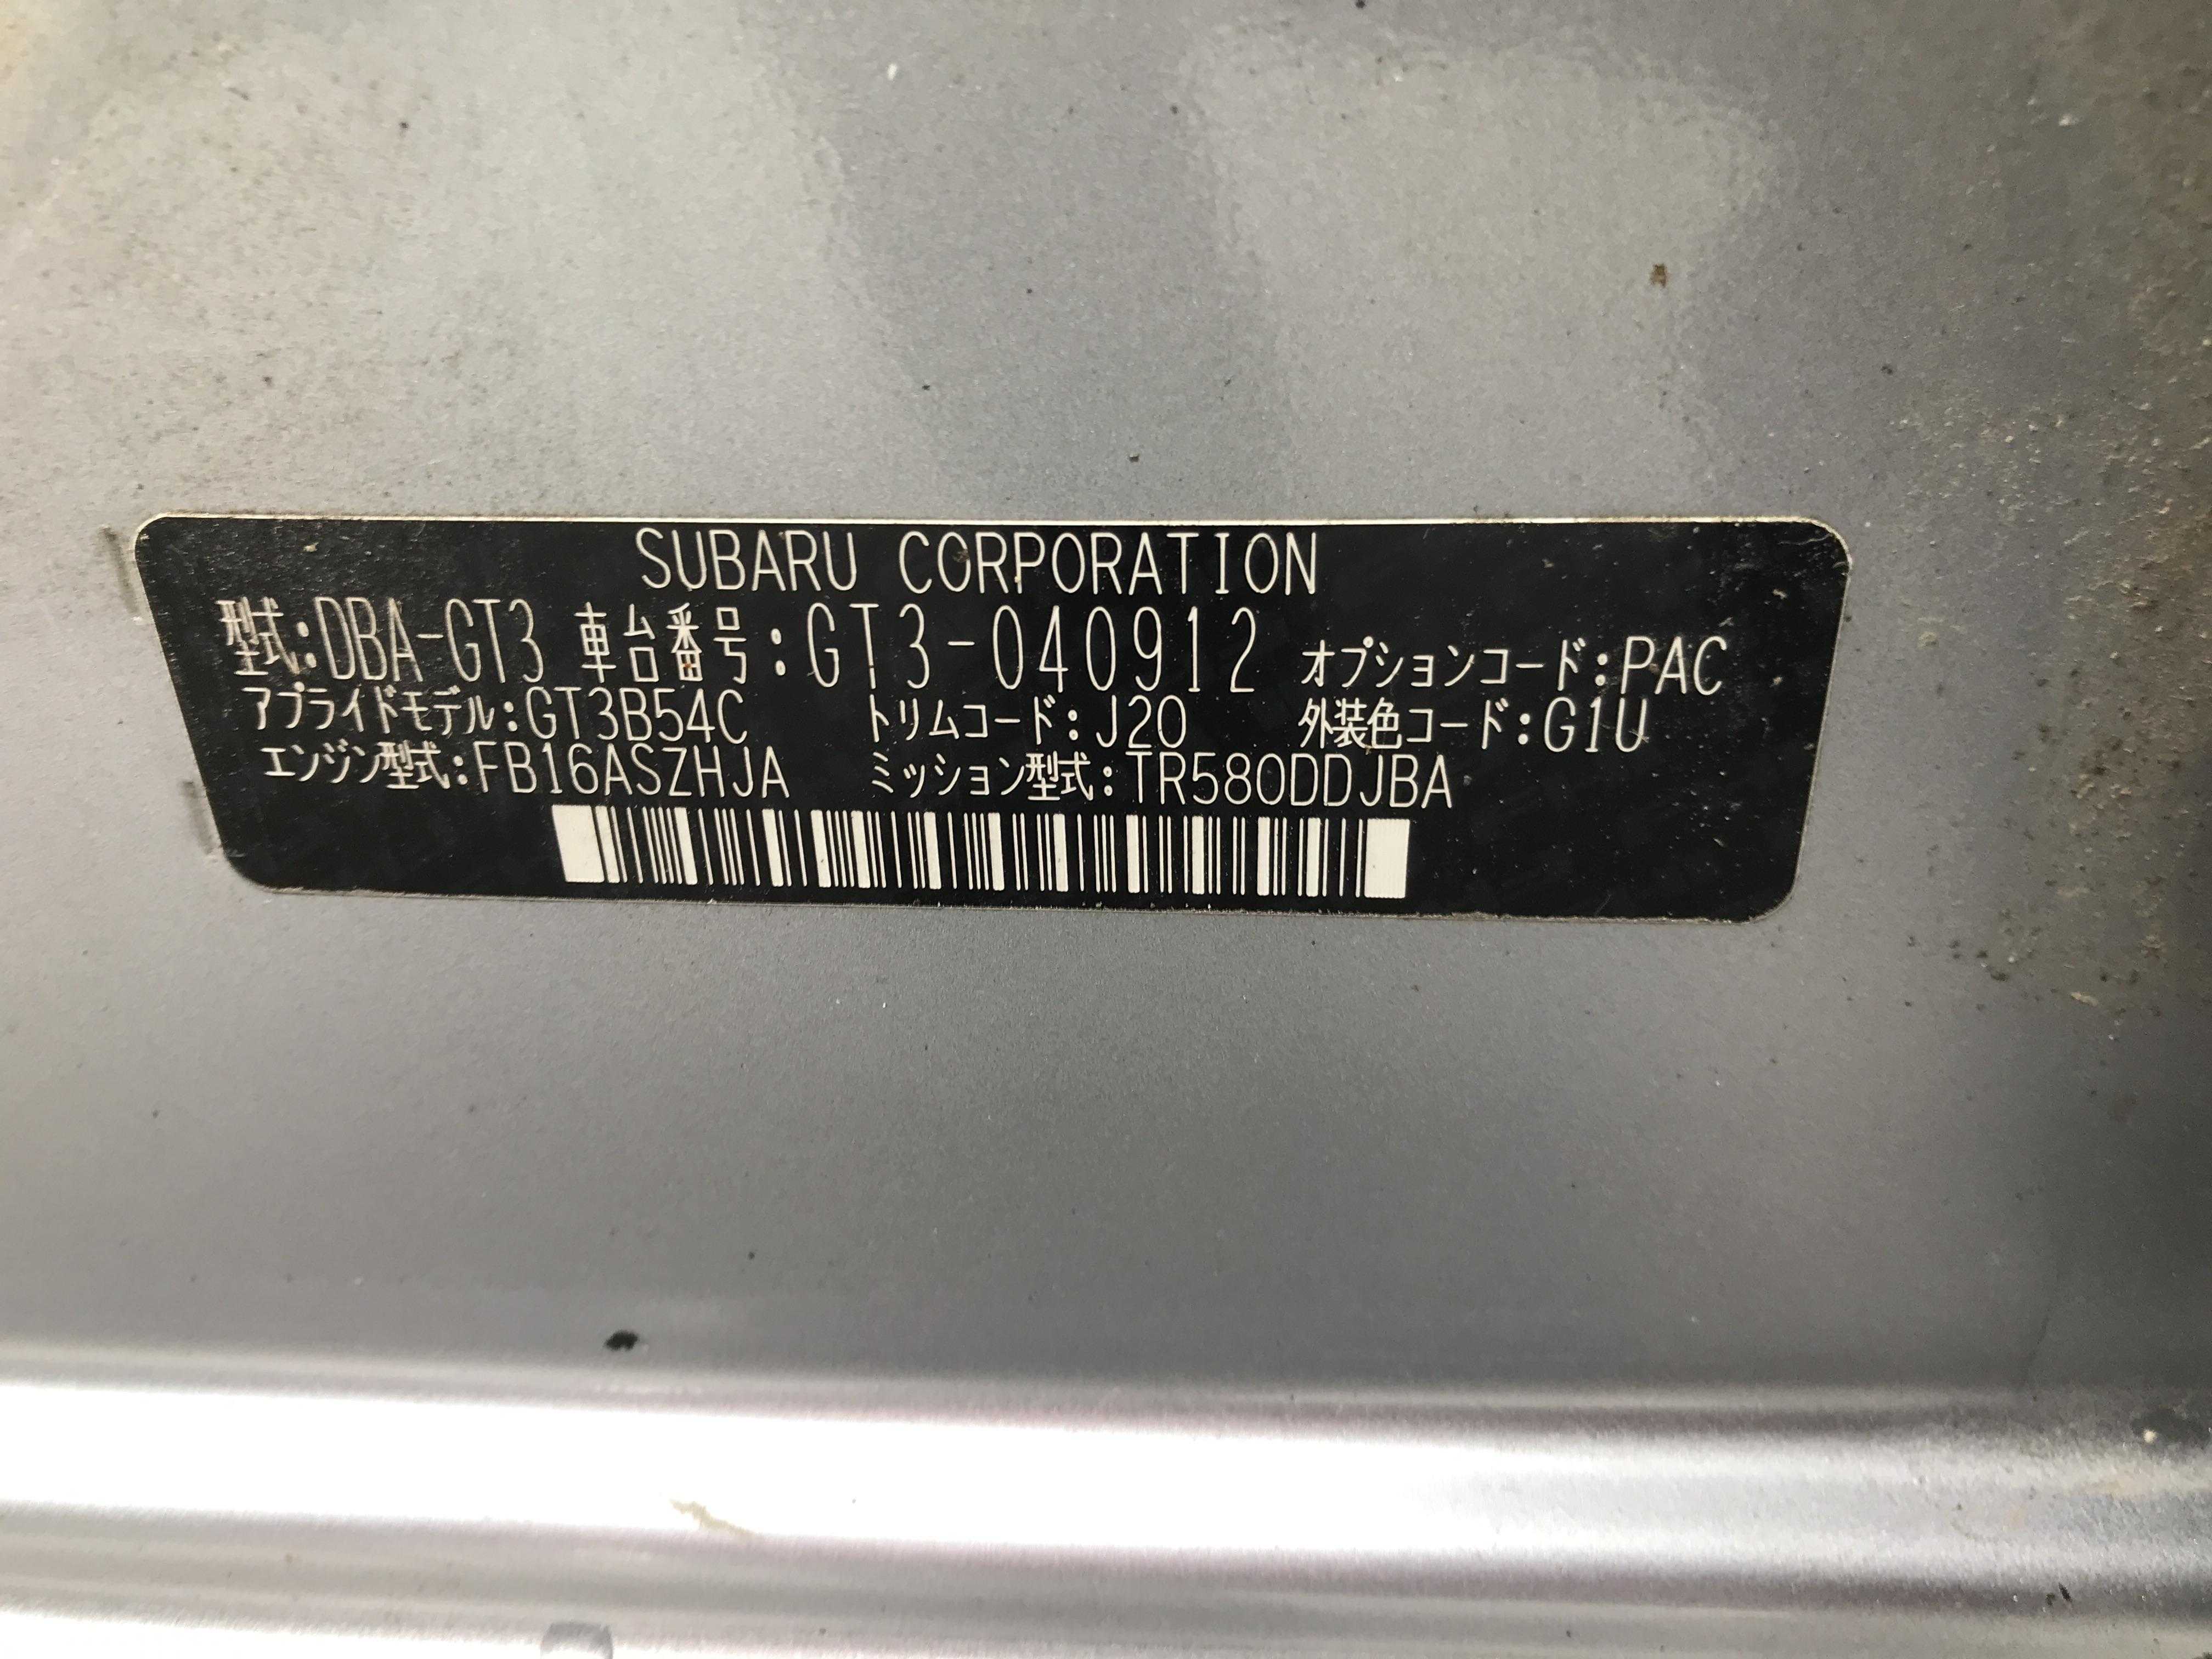 SUBARU CORPORATION
型式:DBA-GT3 車台番号:GT3-040912 オプションコード:PAC
アプライドモデル:GT3B54C トリムコード:J20 外装色コード:G1U
エンジン型式:FB16ASZHJA ミッション型式:TR580DDJBA